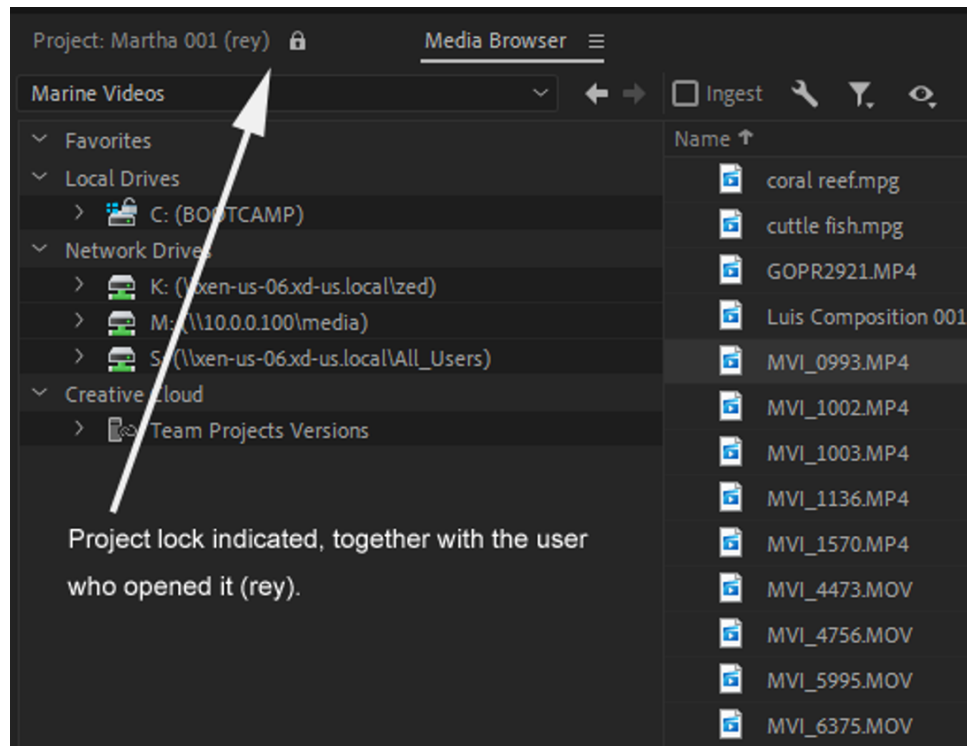 Project: Martha 001 (rey)
Media Browser
Marine Videos
Ingest
Favorites
Local Drives
C: (BOOTCAMP)
Network Drives
K: (\\xen-us-06.xd-us.local\zed)
M: (\\10.0.0.100\media)
S: (\\xen-us-06.xd-us.local\All_Users)
Creative Cloud
Team Projects Versions
Project lock indicated, together with the user
who opened it (rey).
Name
coral reef.mpg
cuttle fish.mpg
GOPR2921.MP4
Luis Composition 001
MVI_0993.MP4
MVI_1002.MP4
MVI_1003.MP4
MVI_1136.MP4
MVI_1570.MP4
MVI_4473.MOV
MVI_4756.MOV
MVI_5995.MOV
MVI_6375.MOV